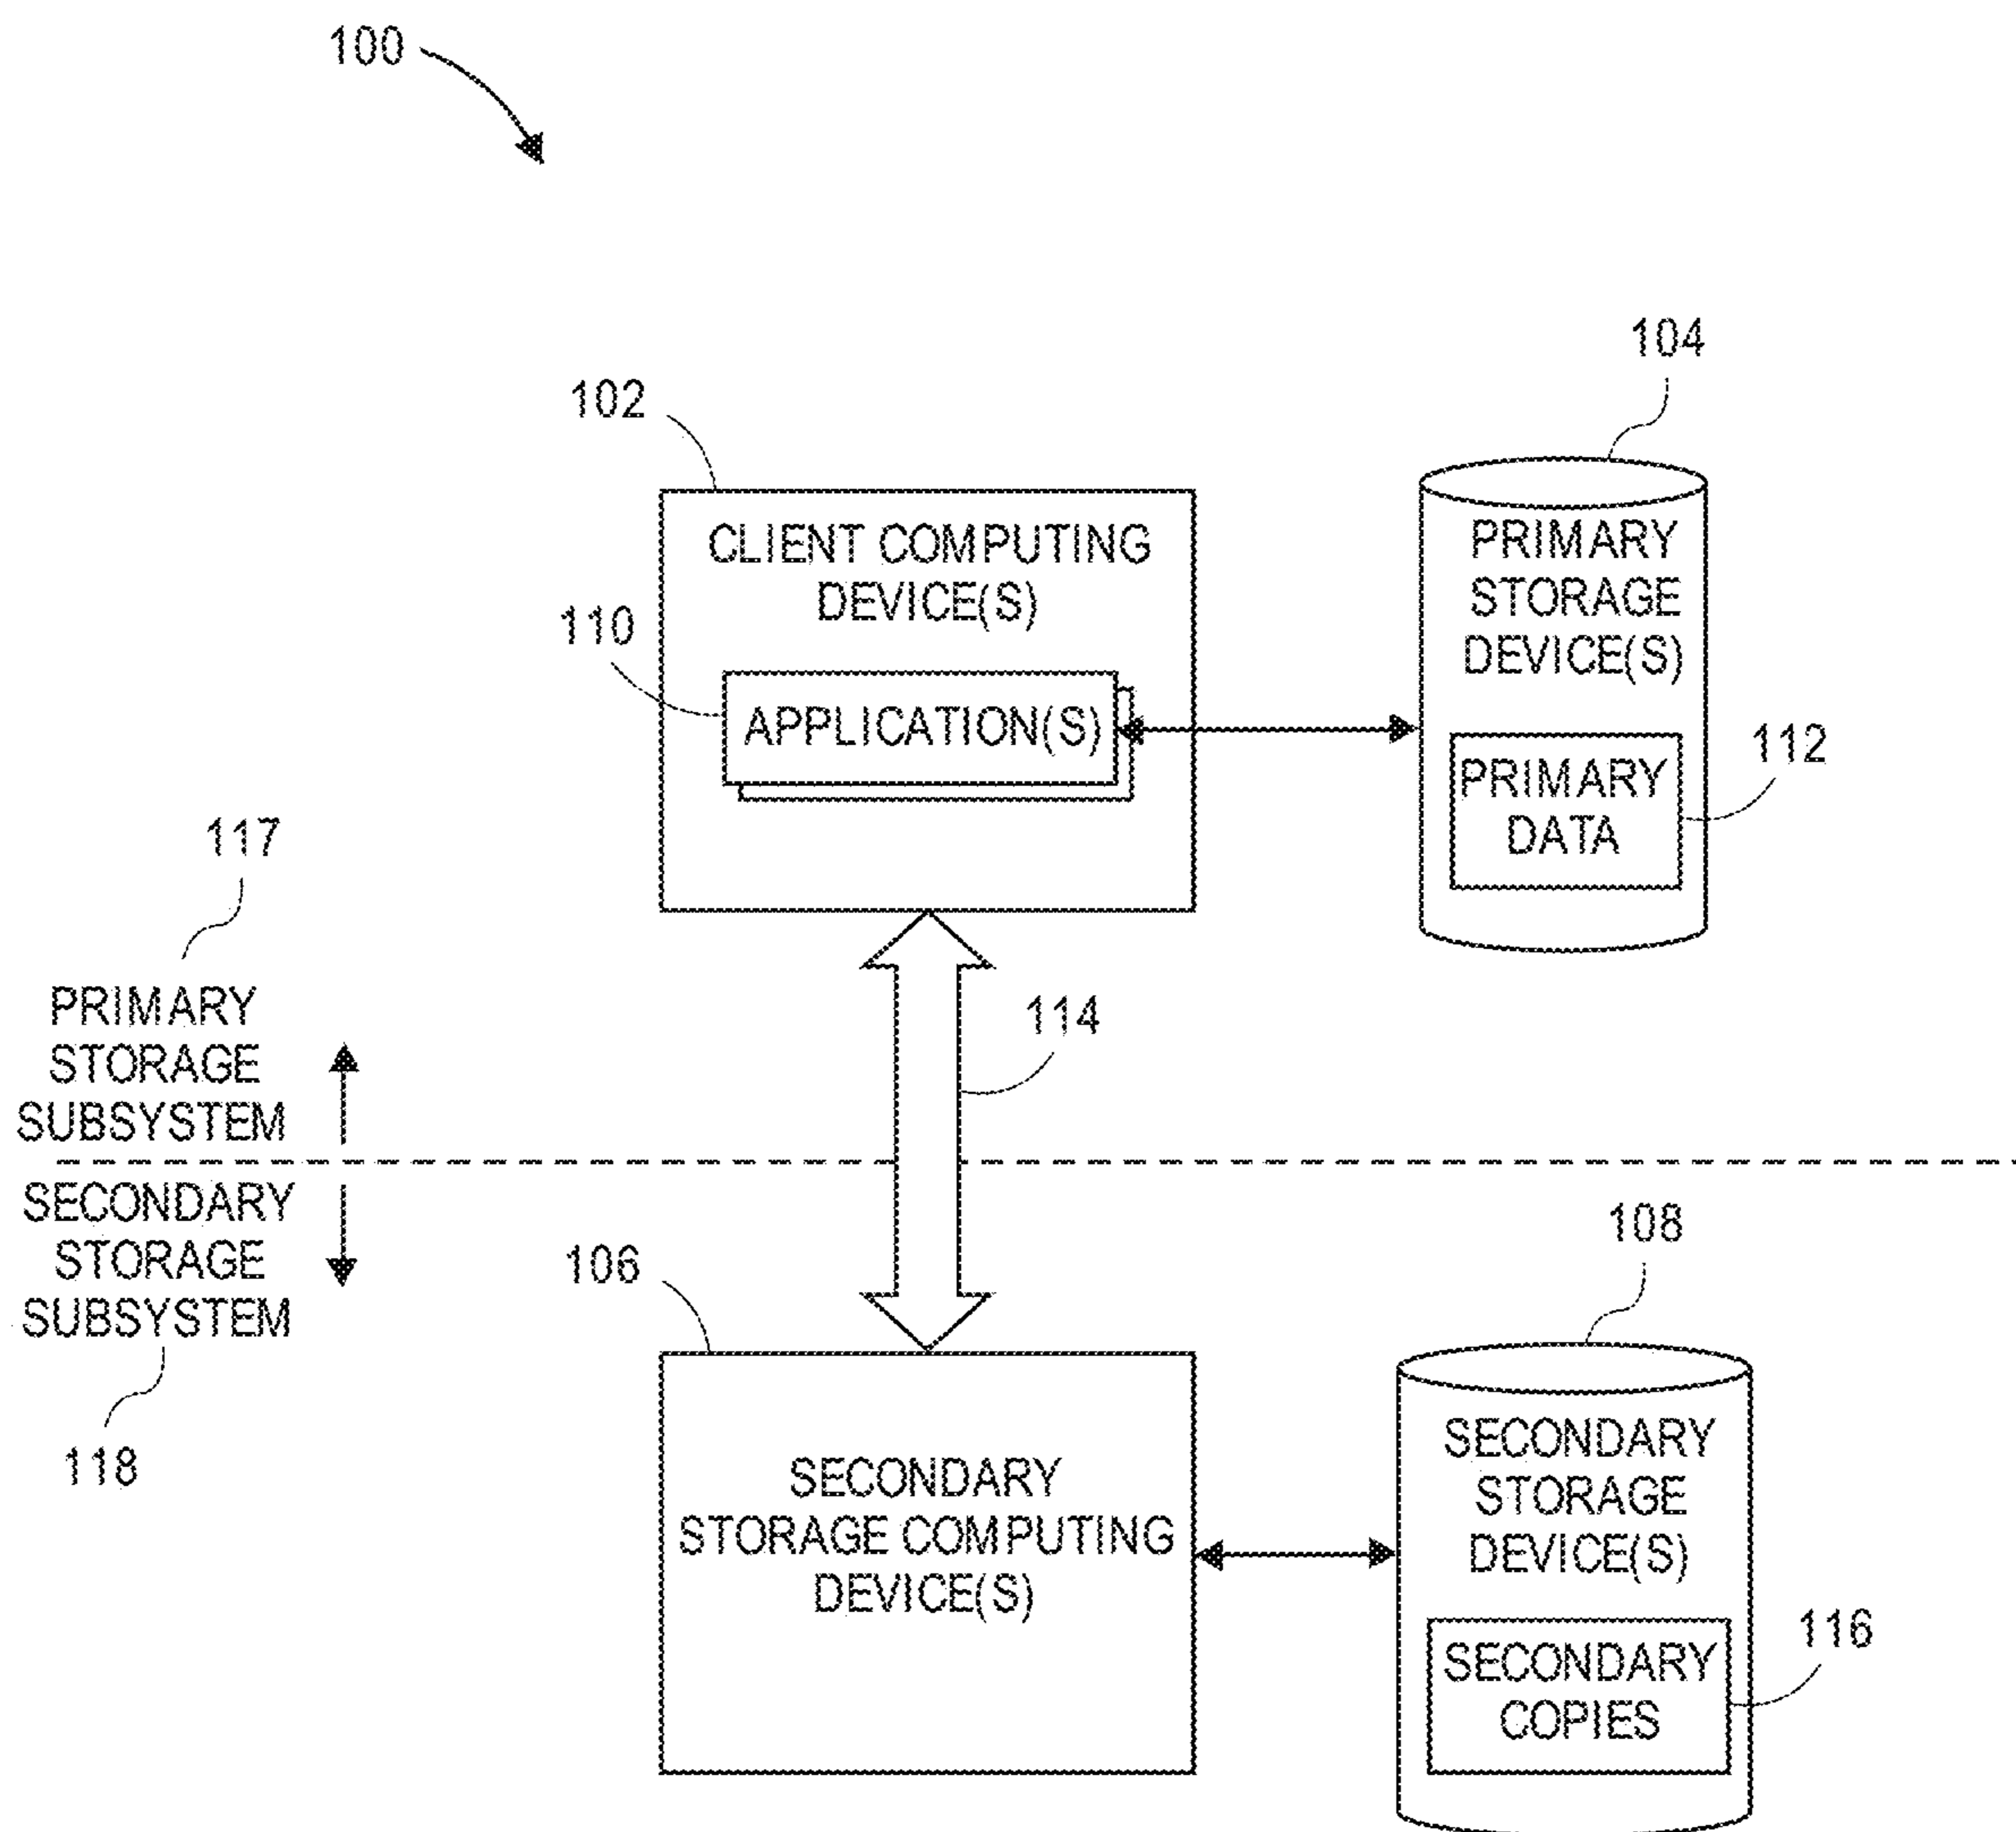 100
104
102
CLIENT COMPUTING
DEVICE(S)
110
APPLICATION(S)
PRIMARY
STORAGE
DEVICE(S)
PRIMARY
DATA
112
117
PRIMARY
STORAGE
SUBSYSTEM
114
SECONDARY
STORAGE
SUBSYSTEM
118
106
108
SECONDARY
STORAGE COMPUTING
DEVICE(S)
SECONDARY
STORAGE
DEVICE(S)
SECONDARY
COPIES
116